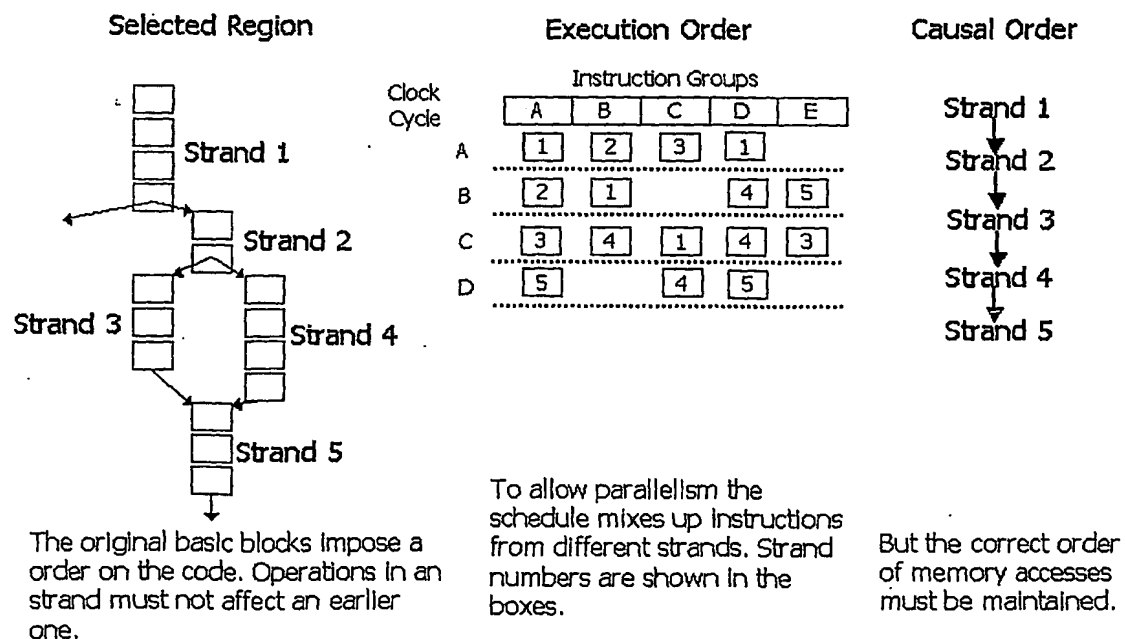 Selected Region
Strand 1
Strand 2
Strand 3
Strand 4
Strand 5
The original basic blocks impose a
order on the code. Operations in an
strand must not affect an earlier
one.
Execution Order
Instruction Groups
Clock
Cycle
A B C D E
A 1 2 3 1
B 2 1 4 5
C 3 4 1 4 3
D 5 4 5
To allow parallelism the
schedule mixes up instructions
from different strands. Strand
numbers are shown in the
boxes.
Causal Order
Strand 1
Strand 2
Strand 3
Strand 4
Strand 5
But the correct order
of memory accesses
must be maintained.